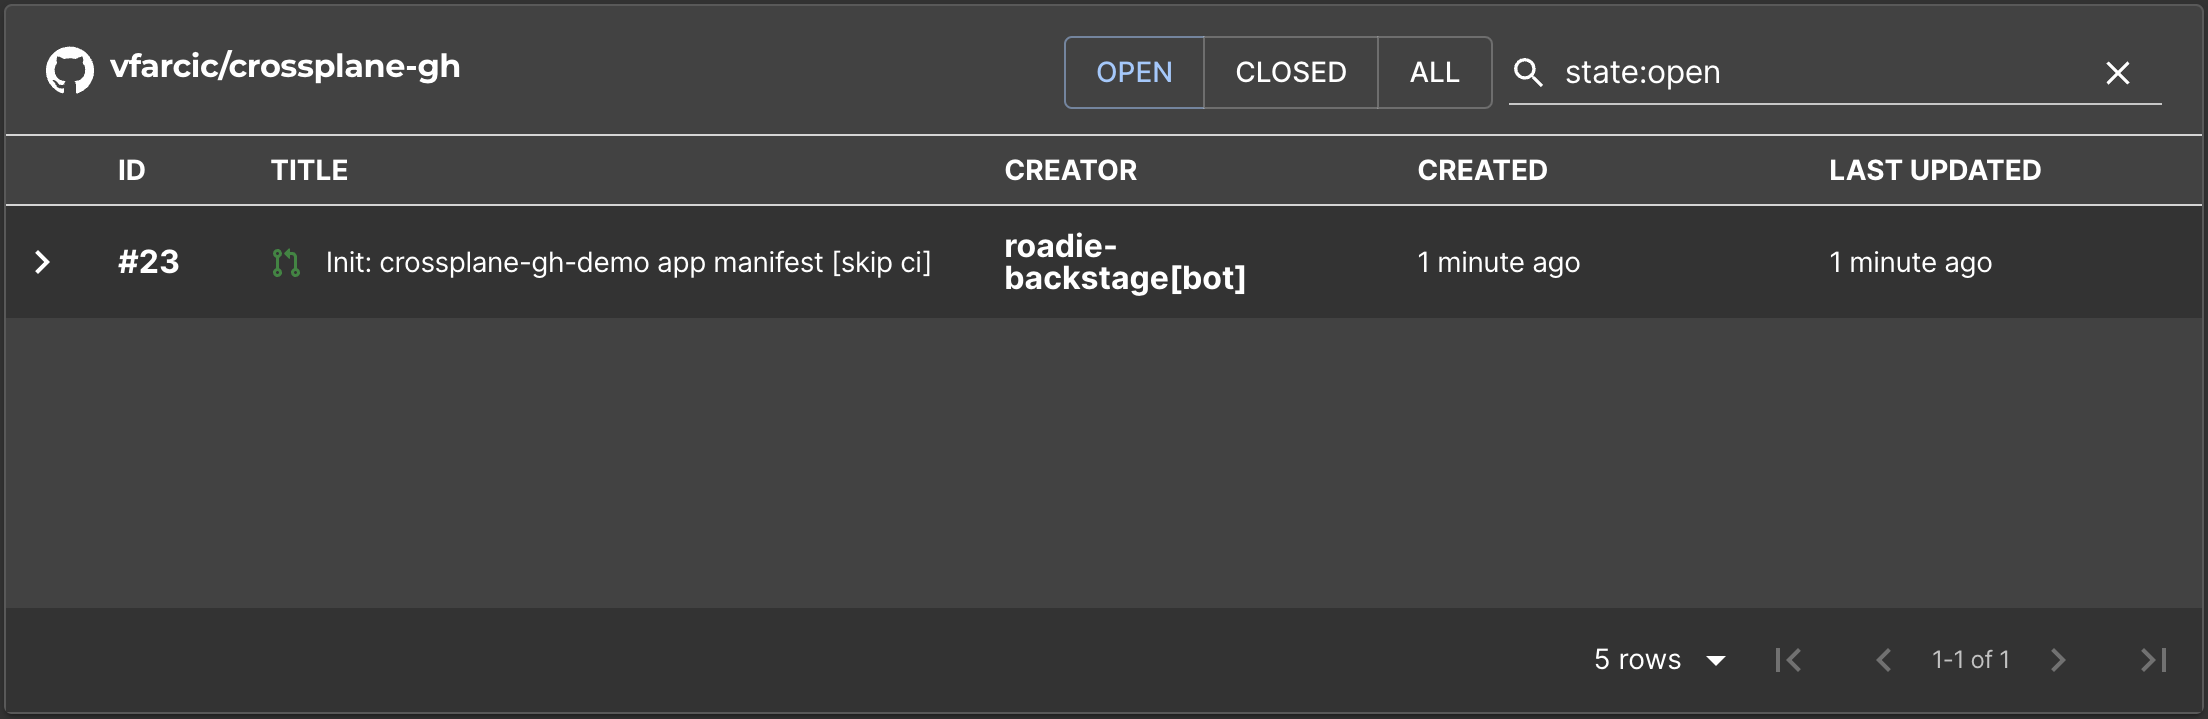 vfarcic/crossplane-gh
OPEN CLOSED ALL state:open
ID TITLE CREATOR CREATED LAST UPDATED
#23 Init: crossplane-gh-demo app manifest [skip ci] roadie-
backstage[bot] 1 minute ago 1 minute ago
5 rows 1-1 of 1